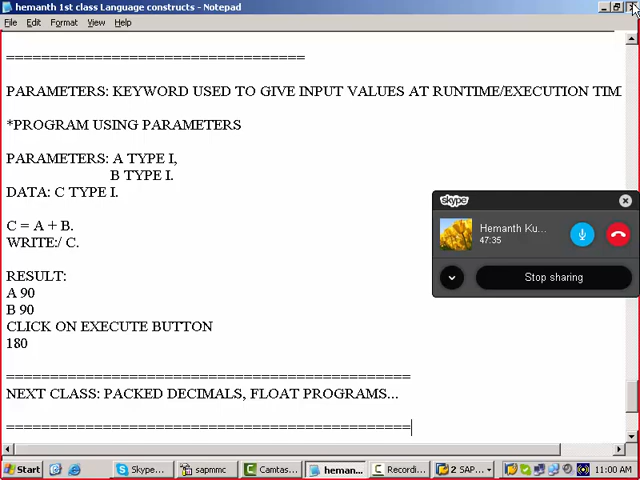 hemanth 1st class Language constructs - Notepad
File Edit Format View Help
==================================
PARAMETERS: KEYWORD USED TO GIVE INPUT VALUES AT RUNTIME/EXECUTION TIM
*PROGRAM USING PARAMETERS
PARAMETERS: A TYPE I,
B TYPE I.
DATA: C TYPE I.
C = A + B.
WRITE:/ C.
RESULT:
A 90
B 90
CLICK ON EXECUTE BUTTON
180
==============================================
NEXT CLASS: PACKED DECIMALS, FLOAT PROGRAMS...
==============================================
skype
Hemanth Ku...
47:35
Stop sharing
Start
Skype...
sapmmc
Camtas...
heman...
Recordi...
2 SAP...
11:00 AM